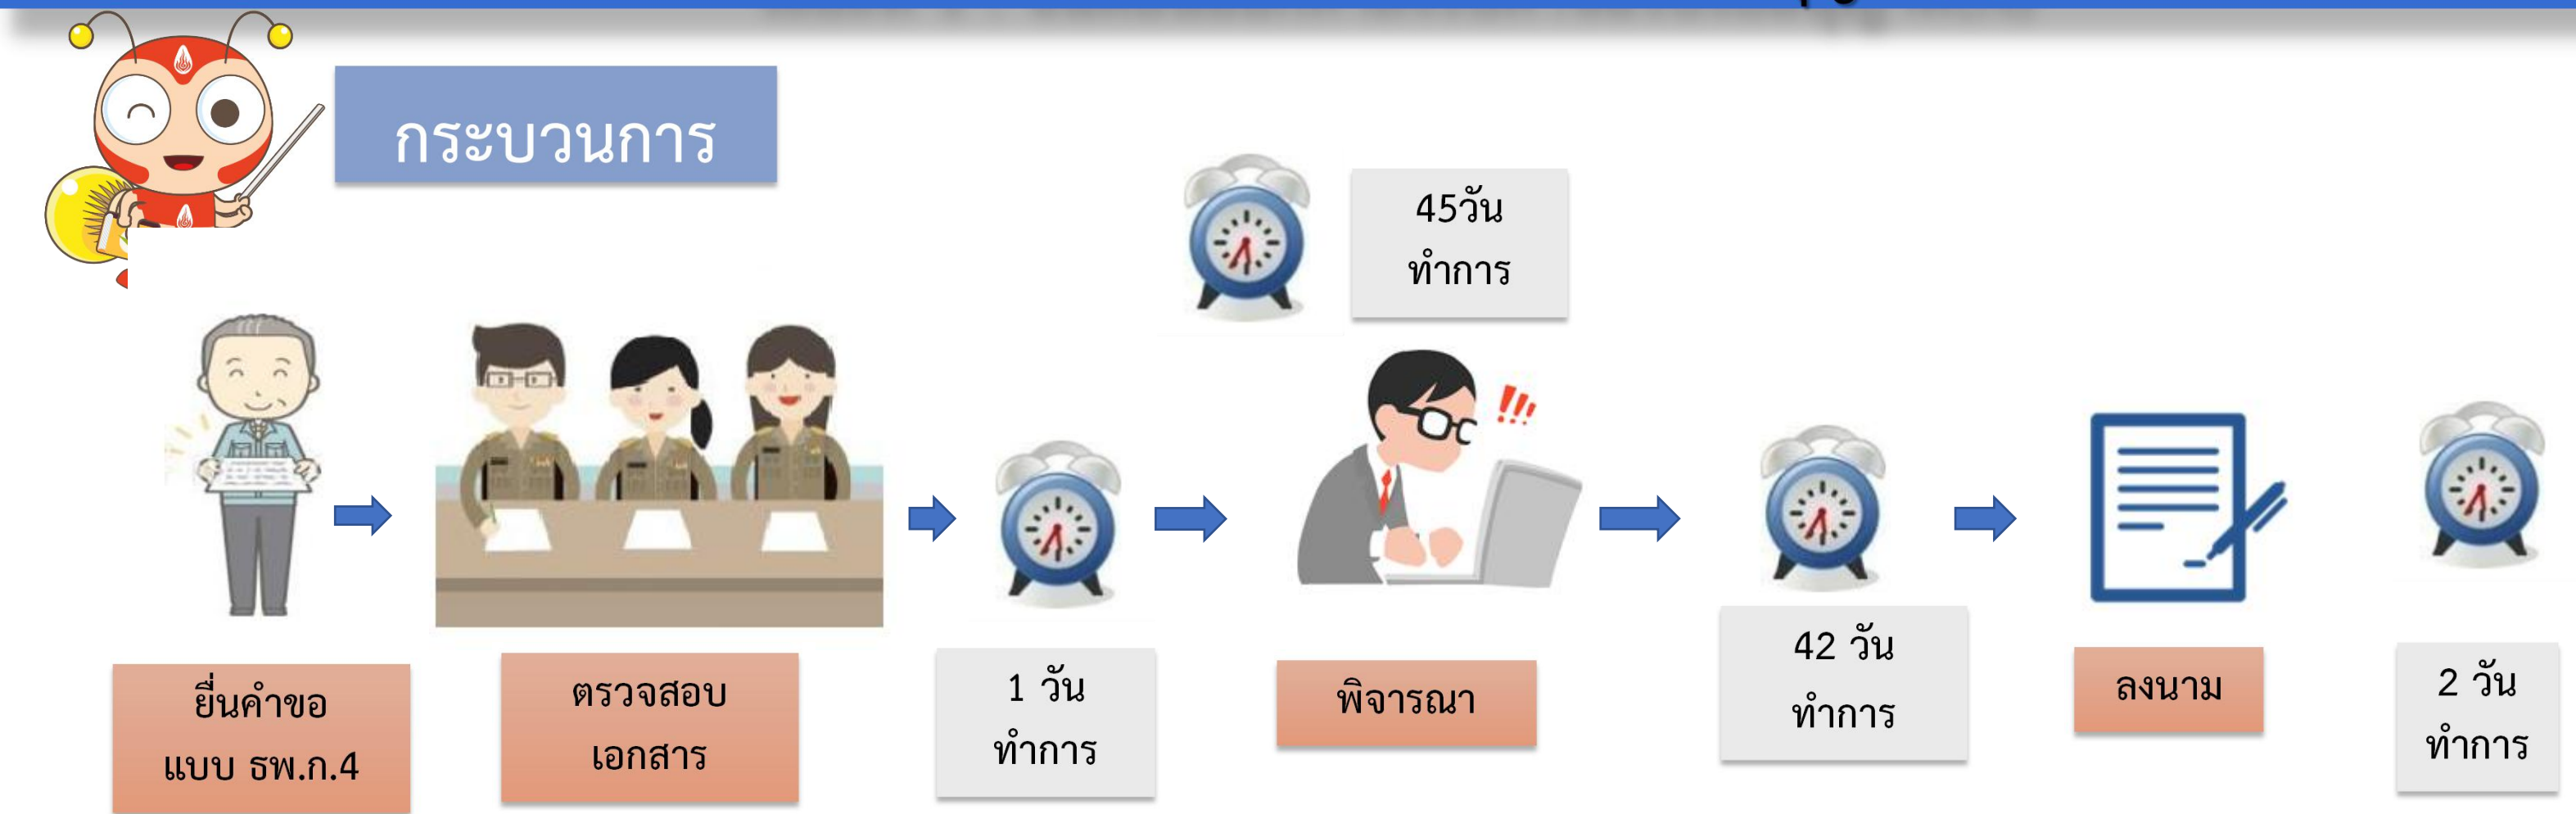 กระบวนการ
45วัน
ทำการ
ยื่นคำขอ
แบบ ธพ.ก.4
ตรวจสอบ
เอกสาร
1 วัน
ทำการ
พิจารณา
42 วัน
ทำการ
ลงนาม
2 วัน
ทำการ